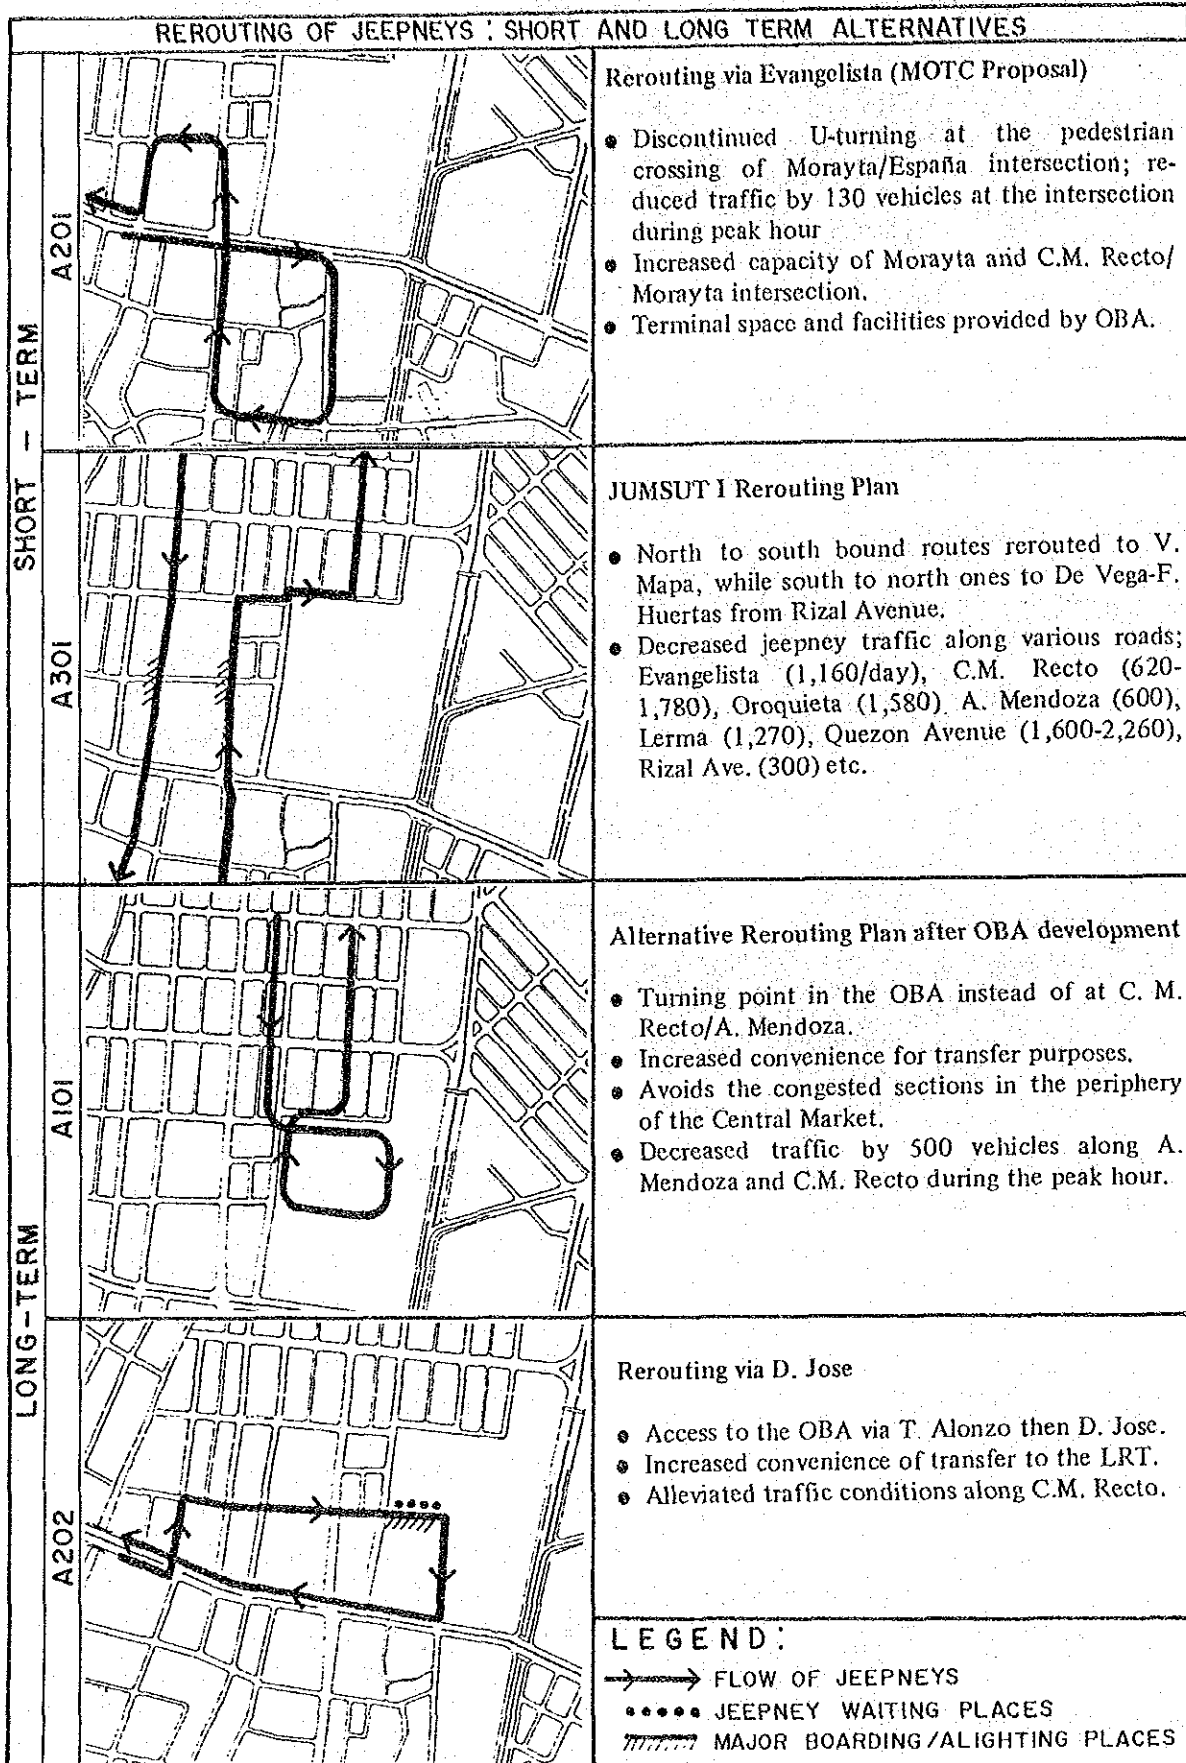 REROUTING OF JEEPNEYS : SHORT AND LONG TERM ALTERNATIVES
SHORT - TERM
A201
Rerouting via Evangelista (MOTC Proposal)
• Discontinued U-turning at the pedestrian
crossing of Morayta/España intersection; re-
duced traffic by 130 vehicles at the intersection
during peak hour
• Increased capacity of Morayta and C.M. Recto/
Morayta intersection.
• Terminal space and facilities provided by OBA.
A301
JUMSUT I Rerouting Plan
• North to south bound routes rerouted to V.
Mapa, while south to north ones to De Vega-F.
Huertas from Rizal Avenue.
• Decreased jeepney traffic along various roads;
Evangelista (1,160/day), C.M. Recto (620-
1,780), Oroquieta (1,580) A. Mendoza (600),
Lerma (1,270), Quezon Avenue (1,600-2,260),
Rizal Ave. (300) etc.
LONG-TERM
A101
Alternative Rerouting Plan after OBA development
• Turning point in the OBA instead of at C. M.
Recto/A. Mendoza.
• Increased convenience for transfer purposes.
• Avoids the congested sections in the periphery
of the Central Market.
• Decreased traffic by 500 vehicles along A.
Mendoza and C.M. Recto during the peak hour.
A202
Rerouting via D. Jose
• Access to the OBA via T. Alonzo then D. Jose.
• Increased convenience of transfer to the LRT.
• Alleviated traffic conditions along C.M. Recto.
LEGEND:
FLOW OF JEEPNEYS
JEEPNEY WAITING PLACES
MAJOR BOARDING/ALIGHTING PLACES